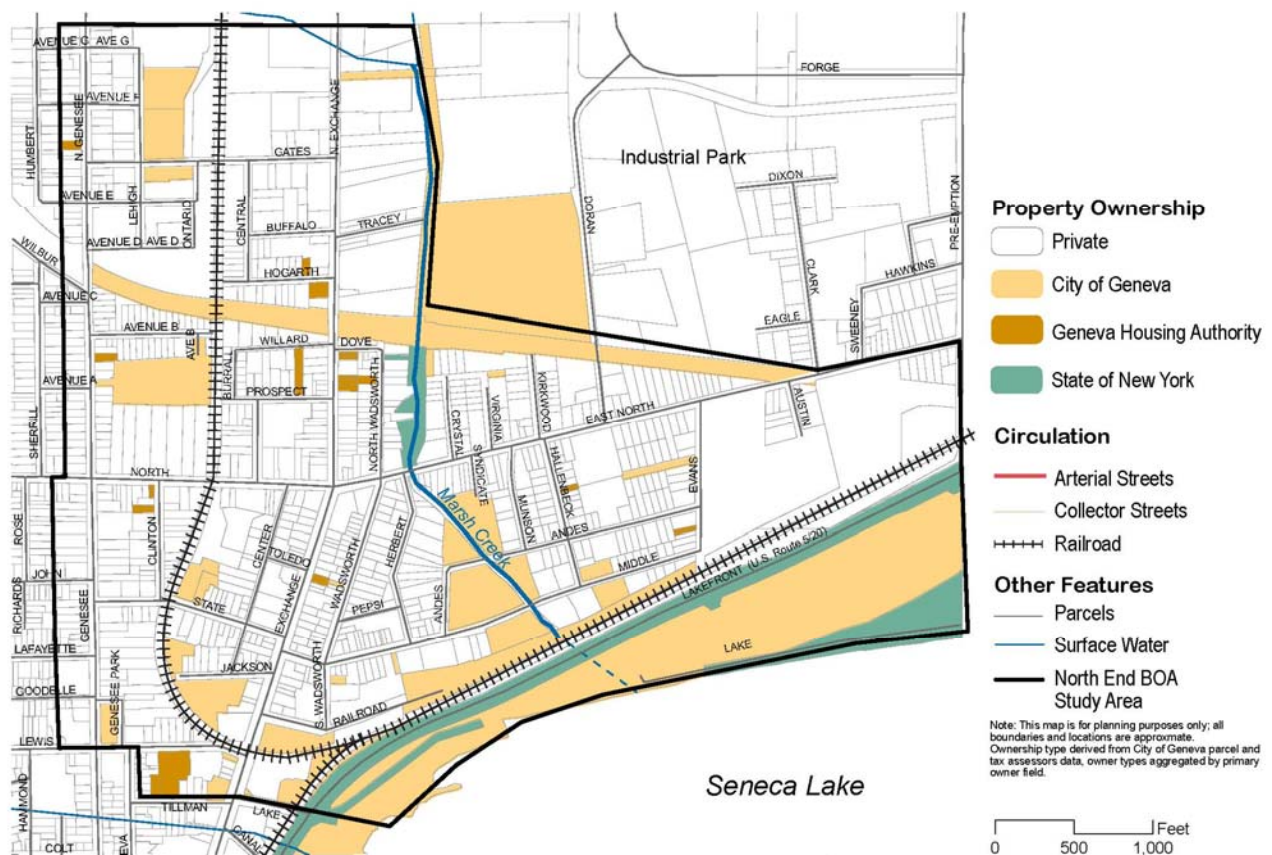 AVENUE G
AVE G
FORGE
AVENUE F
N. GENESEE
N. EXCHANGE
HUMBERT
GATES
Industrial Park
DIXON
AVENUE E
LEHIGH
ONTARIO
CENTRAL
BUFFALO
TRACEY
DORAN
PRE-EMPTION
AVENUE D
AVE D
WILBUR
HOGARTH
CLARK
HAWKINS
AVENUE C
AVENUE B
AVE B
WILLARD
DOVE
EAGLE
SWEENEY
AVENUE A
BURRALL
PROSPECT
NORTH WADSWORTH
KIRKWOOD
VIRGINIA
CRYSTAL
EAST NORTH
AUSTIN
SHERRILL
NORTH
SYNDICATE
HALLENBECK
EVANS
MUNSON
Marsh Creek
ROSE
CLINTON
CENTER
TOLEDO
WADSWORTH
HERBERT
ANDES
MIDDLE
LAKEFRONT (U.S. Route 5/20)
JOHN
RICHARDS
GENESEE
STATE
EXCHANGE
PEPSI
ANDES
LAFAYETTE
JACKSON
LAKE
COODELLE
GENESEE PARK
S. WADSWORTH
RAILROAD
LEWIS
HAMMOND
TILLMAN
LAKE
CANAL
COLT
EVA
Seneca Lake
Property Ownership
Private
City of Geneva
Geneva Housing Authority
State of New York
Circulation
Arterial Streets
Collector Streets
Railroad
Other Features
Parcels
Surface Water
North End BOA
Study Area
Note: This map is for planning purposes only; all
boundaries and locations are approxmate.
Ownership type derived from City of Geneva parcel and
tax assessors data, owner types aggregated by primary
owner field.
Feet
0 500 1,000